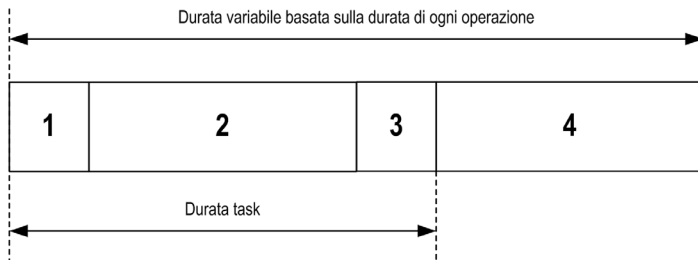 Durata variabile basata sulla durata di ogni operazione
1 2 3 4
Durata task